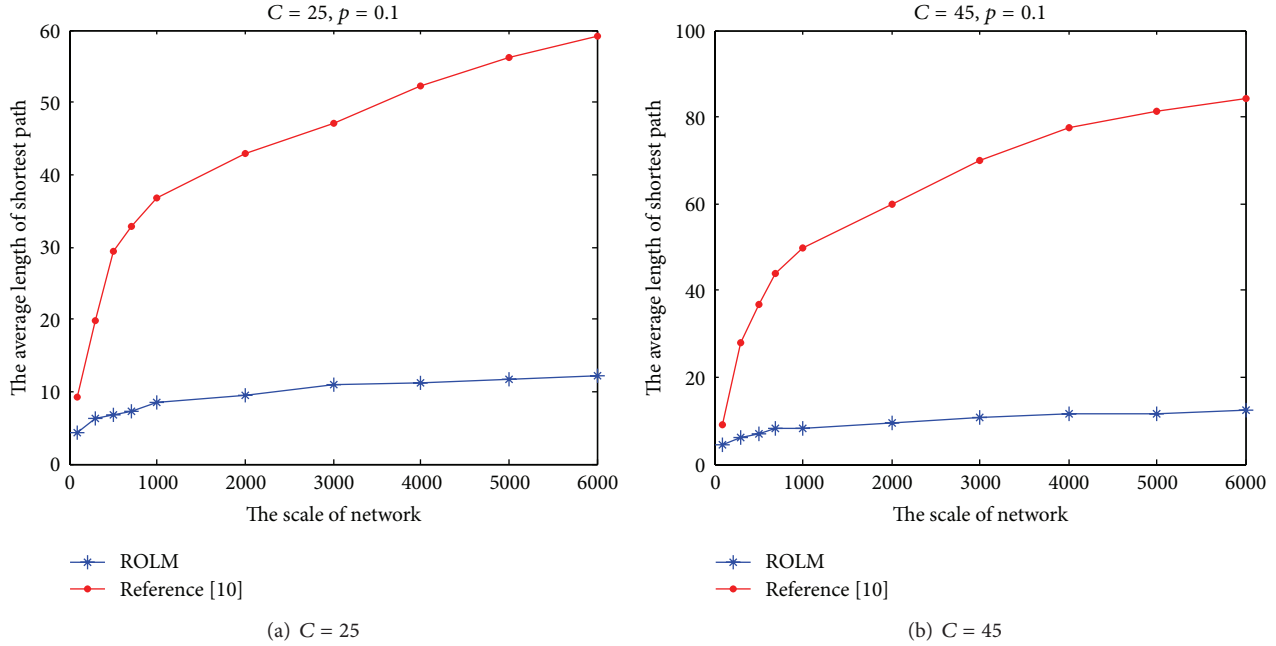 C = 25, p = 0.1
60
50
40
30
20
10
0
The average length of shortest path
0
1000
2000
3000
4000
5000
6000
The scale of network
ROLM
Reference [10]
(a) C = 25
C = 45, p = 0.1
100
80
60
40
20
0
The average length of shortest path
0
1000
2000
3000
4000
5000
6000
The scale of network
ROLM
Reference [10]
(b) C = 45